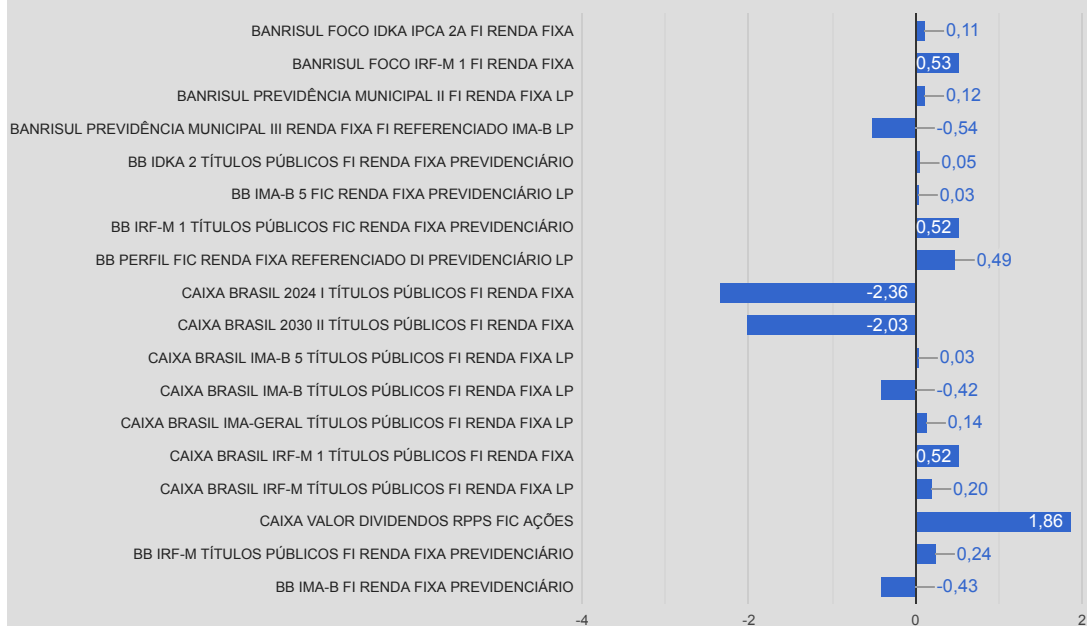 BANRISUL FOCO IDKA IPCA 2A FI RENDA FIXA 0,11
BANRISUL FOCO IRF-M 1 FI RENDA FIXA 0,53
BANRISUL PREVIDÊNCIA MUNICIPAL II FI RENDA FIXA LP 0,12
BANRISUL PREVIDÊNCIA MUNICIPAL III RENDA FIXA FI REFERENCIADO IMA-B LP -0,54
BB IDKA 2 TÍTULOS PÚBLICOS FI RENDA FIXA PREVIDENCIÁRIO 0,05
BB IMA-B 5 FIC RENDA FIXA PREVIDENCIÁRIO LP 0,03
BB IRF-M 1 TÍTULOS PÚBLICOS FIC RENDA FIXA PREVIDENCIÁRIO 0,52
BB PERFIL FIC RENDA FIXA REFERENCIADO DI PREVIDENCIÁRIO LP 0,49
CAIXA BRASIL 2024 I TÍTULOS PÚBLICOS FI RENDA FIXA -2,36
CAIXA BRASIL 2030 II TÍTULOS PÚBLICOS FI RENDA FIXA -2,03
CAIXA BRASIL IMA-B 5 TÍTULOS PÚBLICOS FI RENDA FIXA LP 0,03
CAIXA BRASIL IMA-B TÍTULOS PÚBLICOS FI RENDA FIXA LP -0,42
CAIXA BRASIL IMA-GERAL TÍTULOS PÚBLICOS FI RENDA FIXA LP 0,14
CAIXA BRASIL IRF-M 1 TÍTULOS PÚBLICOS FI RENDA FIXA 0,52
CAIXA BRASIL IRF-M TÍTULOS PÚBLICOS FI RENDA FIXA LP 0,20
CAIXA VALOR DIVIDENDOS RPPS FIC AÇÕES 1,86
BB IRF-M TÍTULOS PÚBLICOS FI RENDA FIXA PREVIDENCIÁRIO 0,24
BB IMA-B FI RENDA FIXA PREVIDENCIÁRIO -0,43
-4 -2 0 2